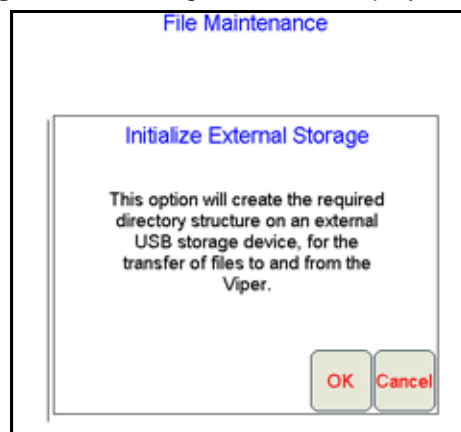 File Maintenance
Initialize External Storage
This option will create the required
directory structure on an external
USB storage device, for the
transfer of files to and from the
Viper.
OK Cancel